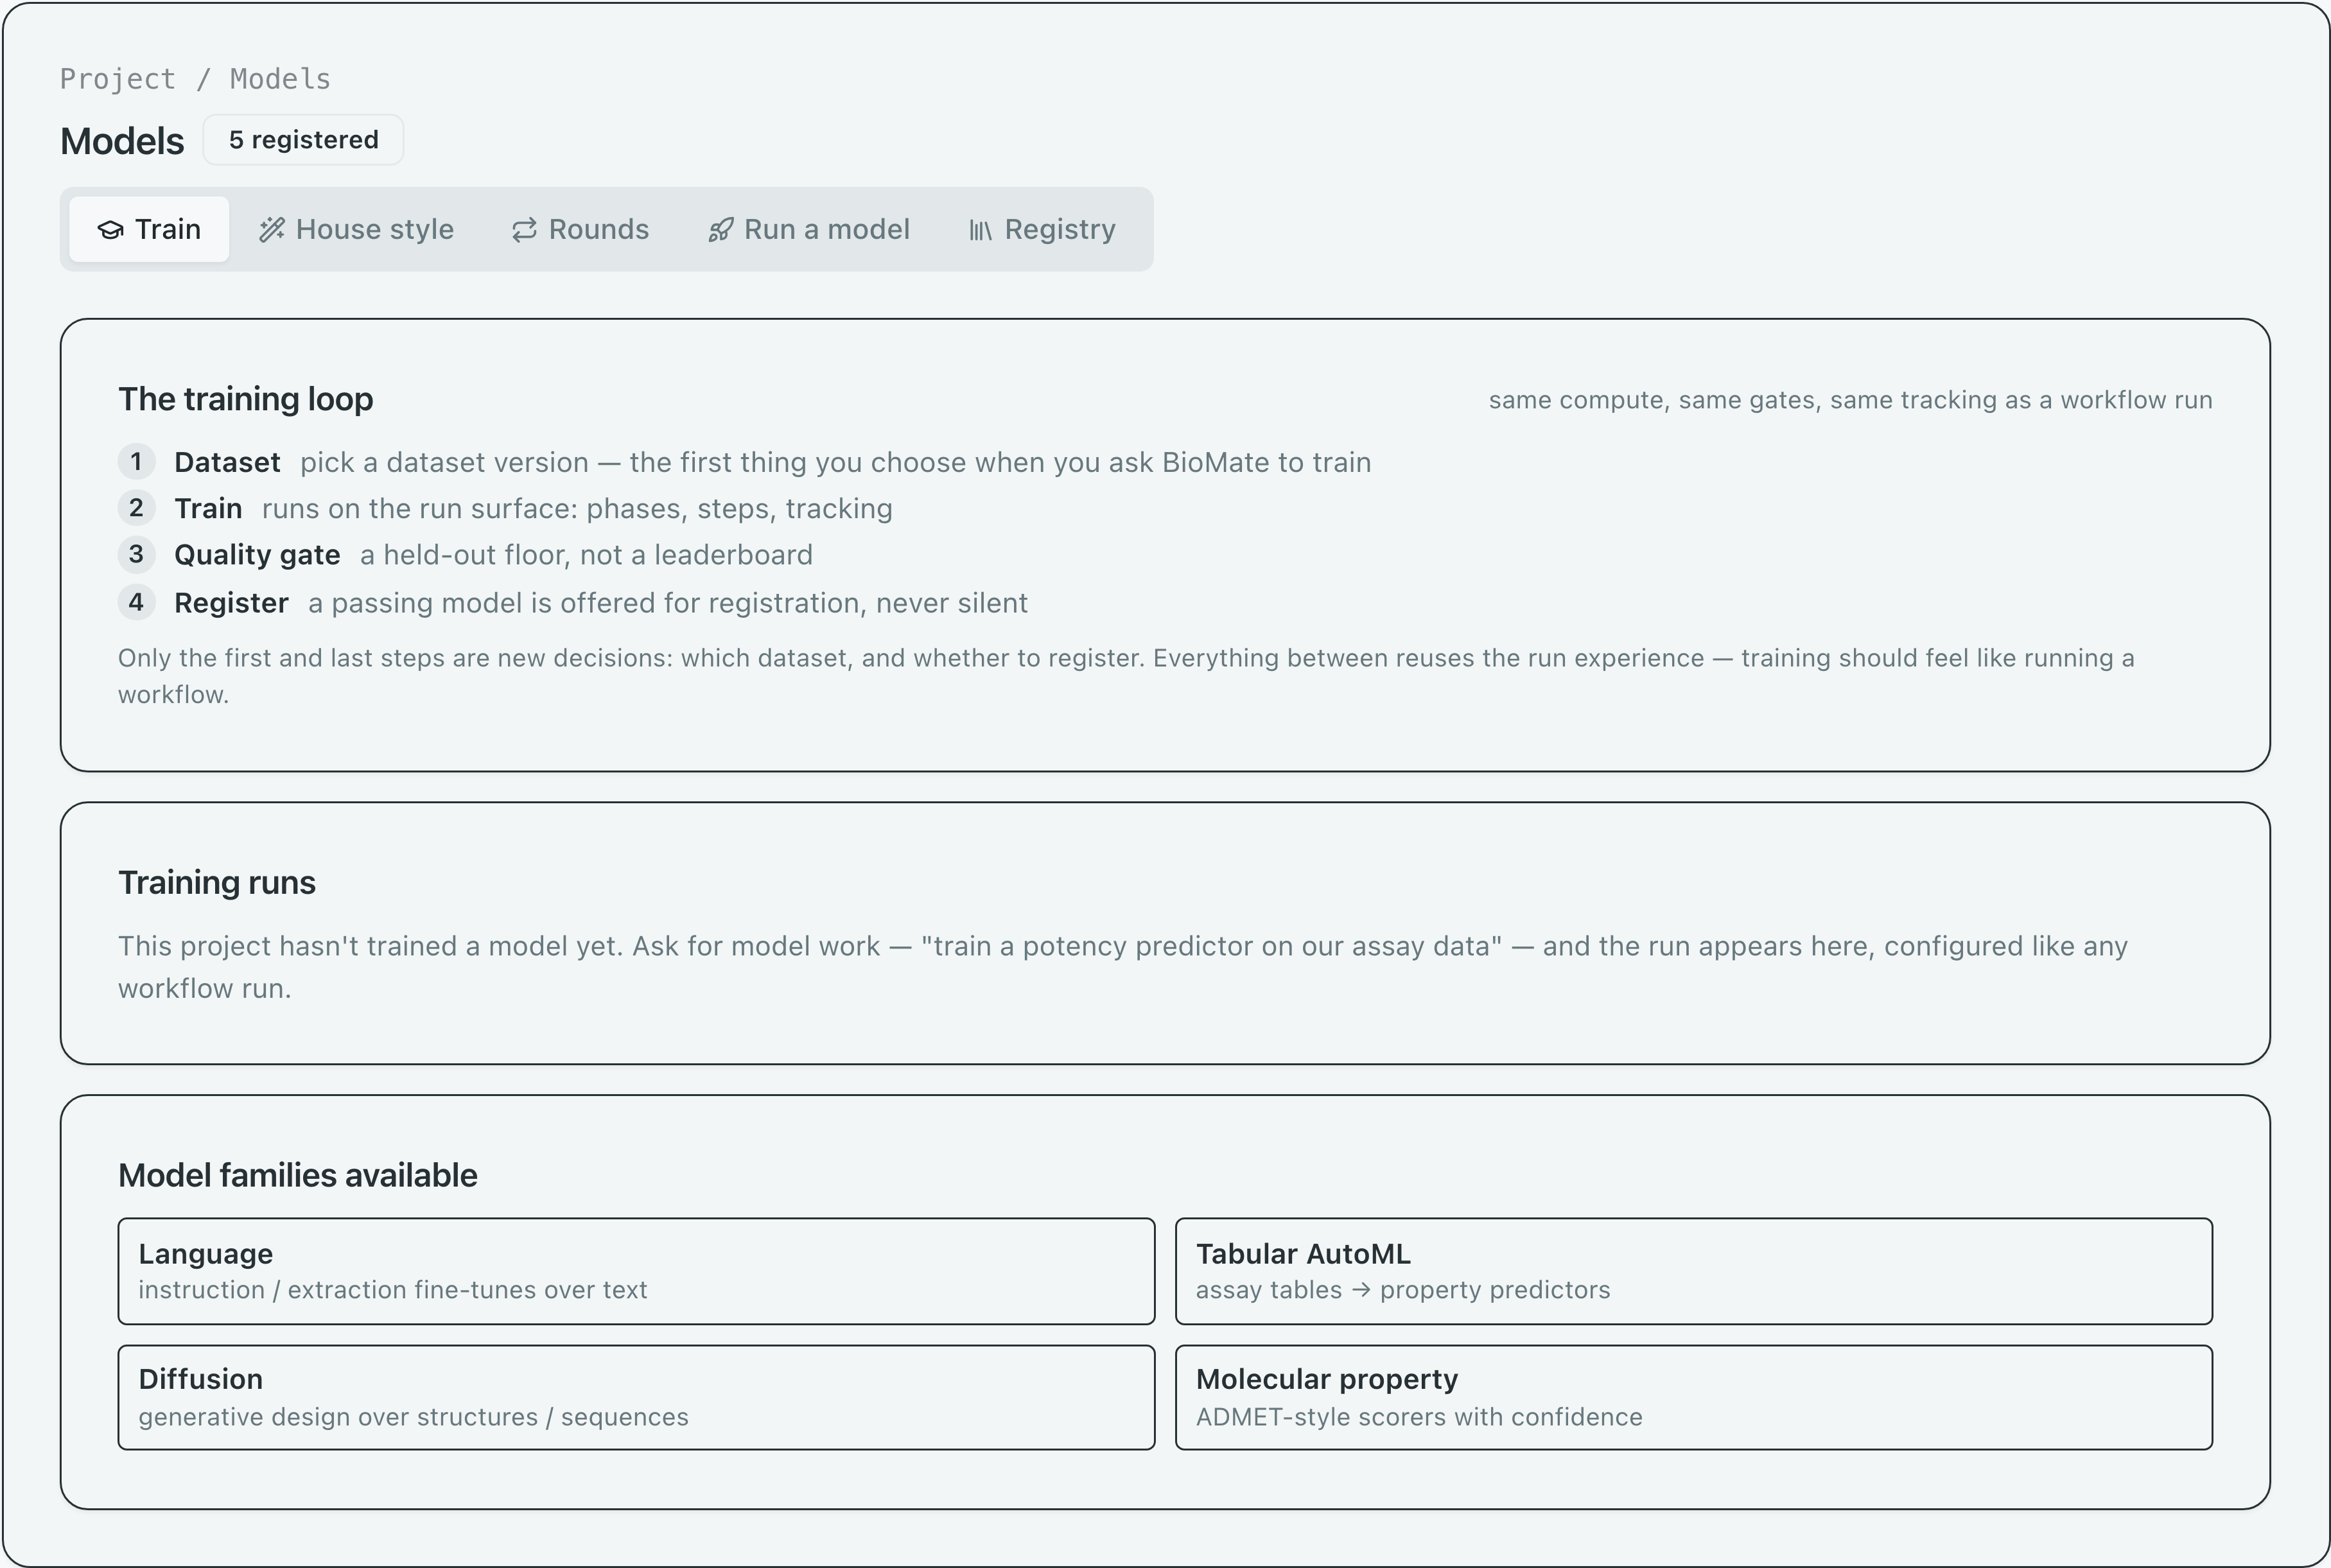 Project / Models
Models
5 registered
Train
House style
Rounds
Run a model
Registry
The training loop
same compute, same gates, same tracking as a workflow run
1 Dataset pick a dataset version — the first thing you choose when you ask BioMate to train
2 Train runs on the run surface: phases, steps, tracking
3 Quality gate a held-out floor, not a leaderboard
4 Register a passing model is offered for registration, never silent
Only the first and last steps are new decisions: which dataset, and whether to register. Everything between reuses the run experience — training should feel like running a
workflow.
Training runs
This project hasn't trained a model yet. Ask for model work — "train a potency predictor on our assay data" — and the run appears here, configured like any
workflow run.
Model families available
Language
instruction / extraction fine-tunes over text
Tabular AutoML
assay tables → property predictors
Diffusion
generative design over structures / sequences
Molecular property
ADMET-style scorers with confidence